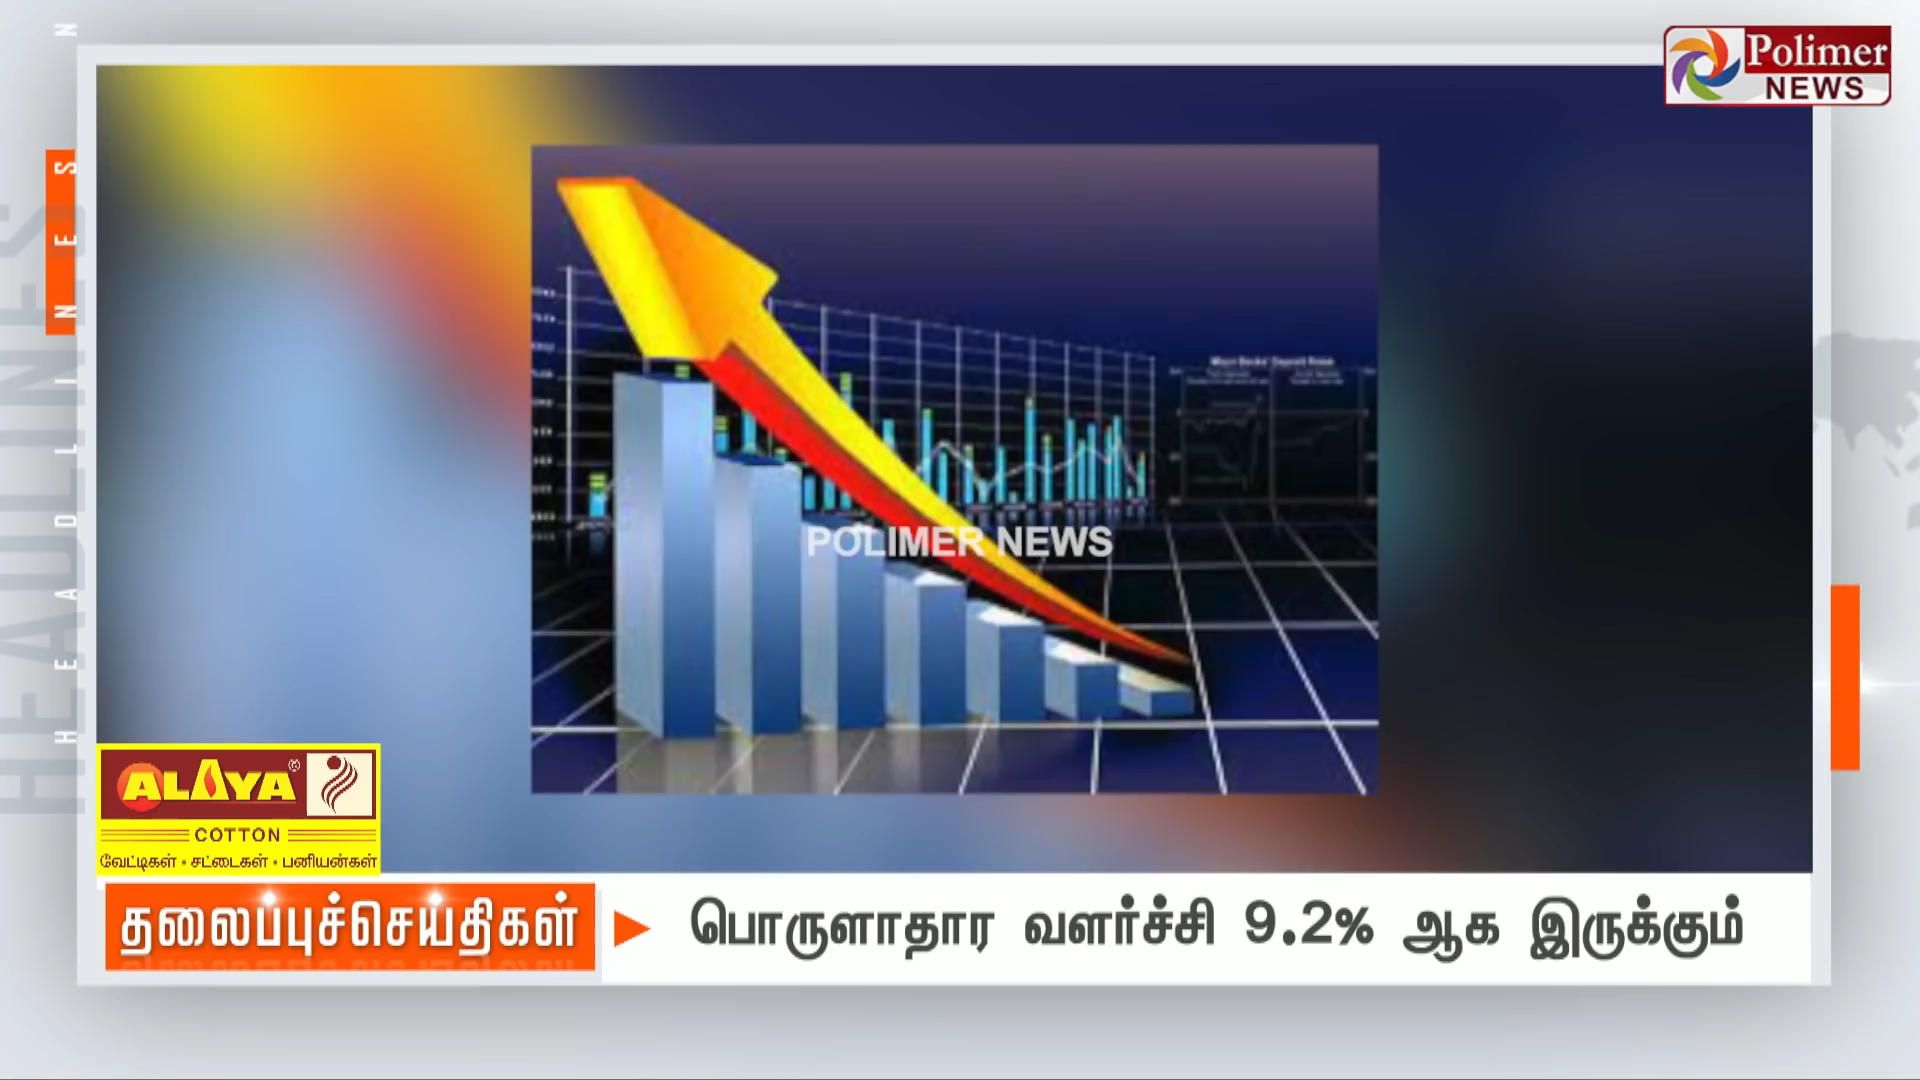 Polimer
NEWS
HEADLINES
HEADLINES
POLIMER NEWS
ALAYA®
COTTON
வேட்டிகள் • சட்டைகள் • பனியன்கள்
தலைப்புச்செய்திகள்
பொருளாதார வளர்ச்சி 9.2% ஆக இருக்கும்